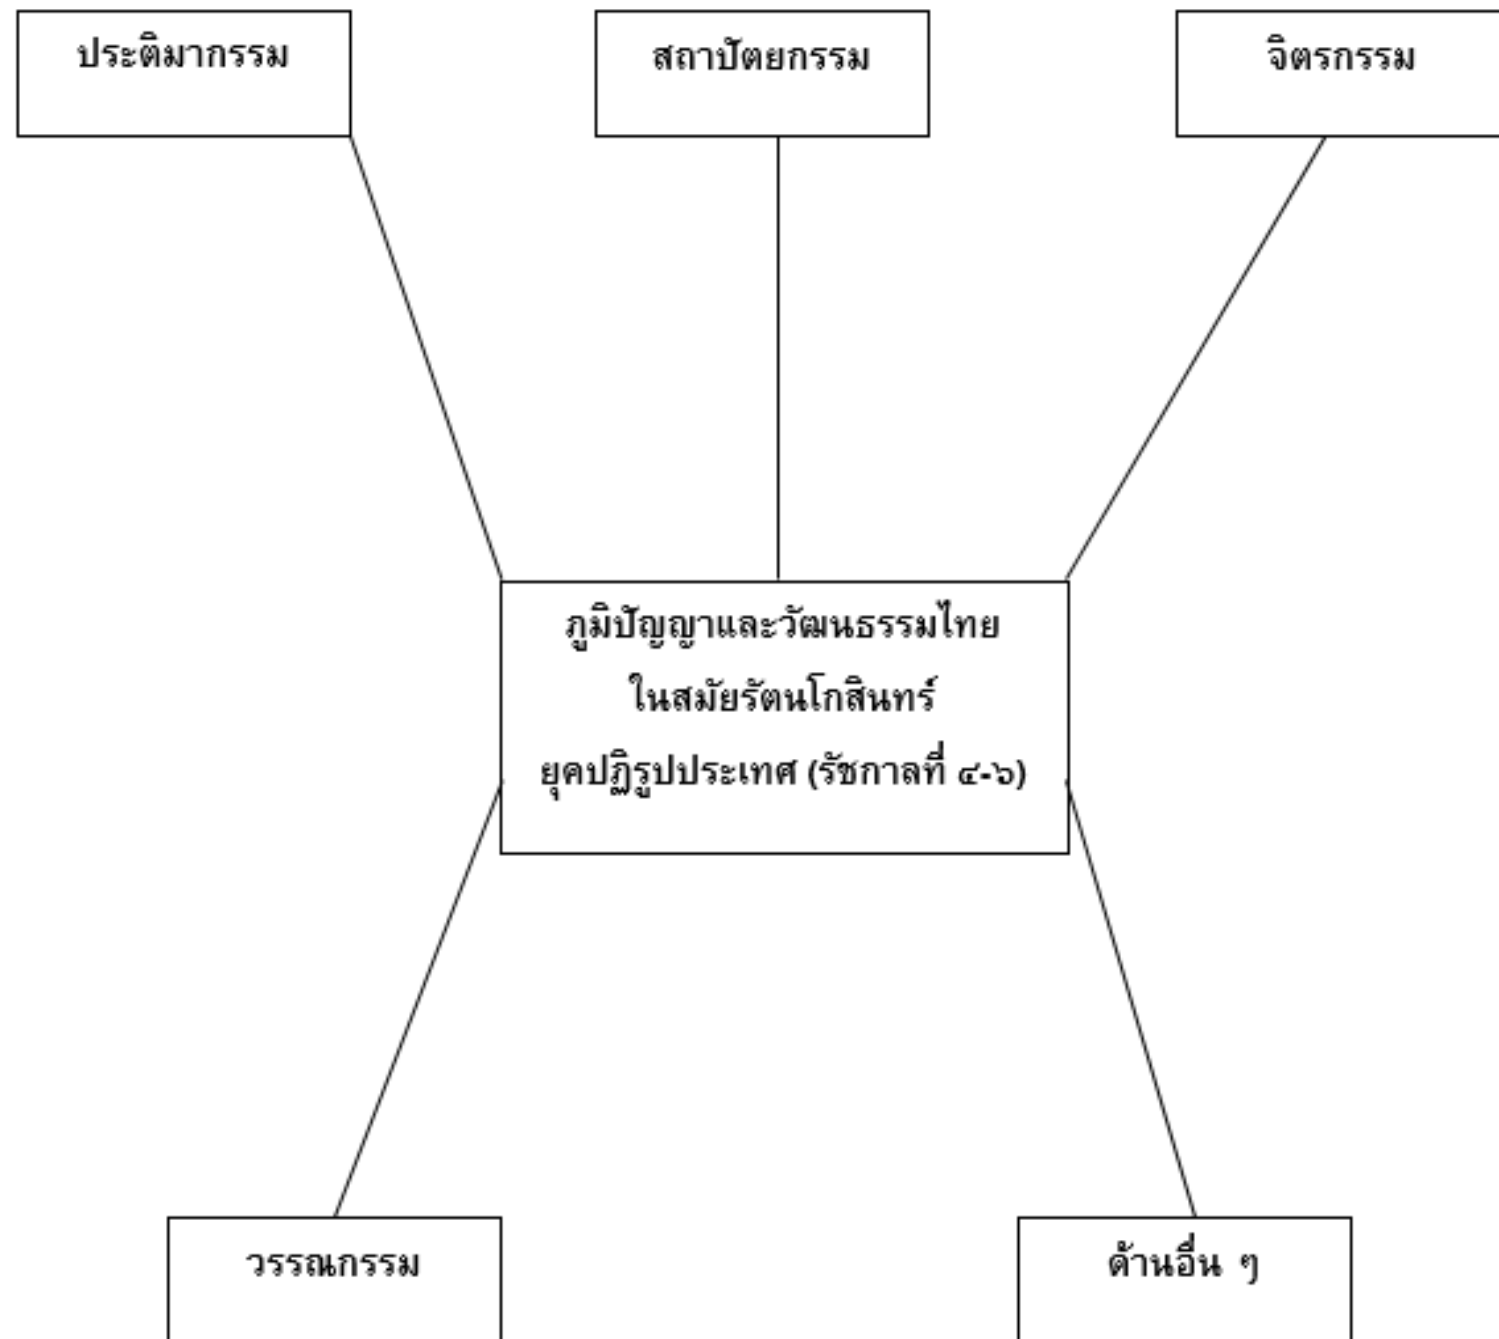 ประติมากรรม
สถาปัตยกรรม
จิตรกรรม
ภูมิปัญญาและวัฒนธรรมไทย
ในสมัยรัตนโกสินทร์
ยุคปฏิรูปประเทศ (รัชกาลที่ ๔-๖)
วรรณกรรม
ด้านอื่น ๆ